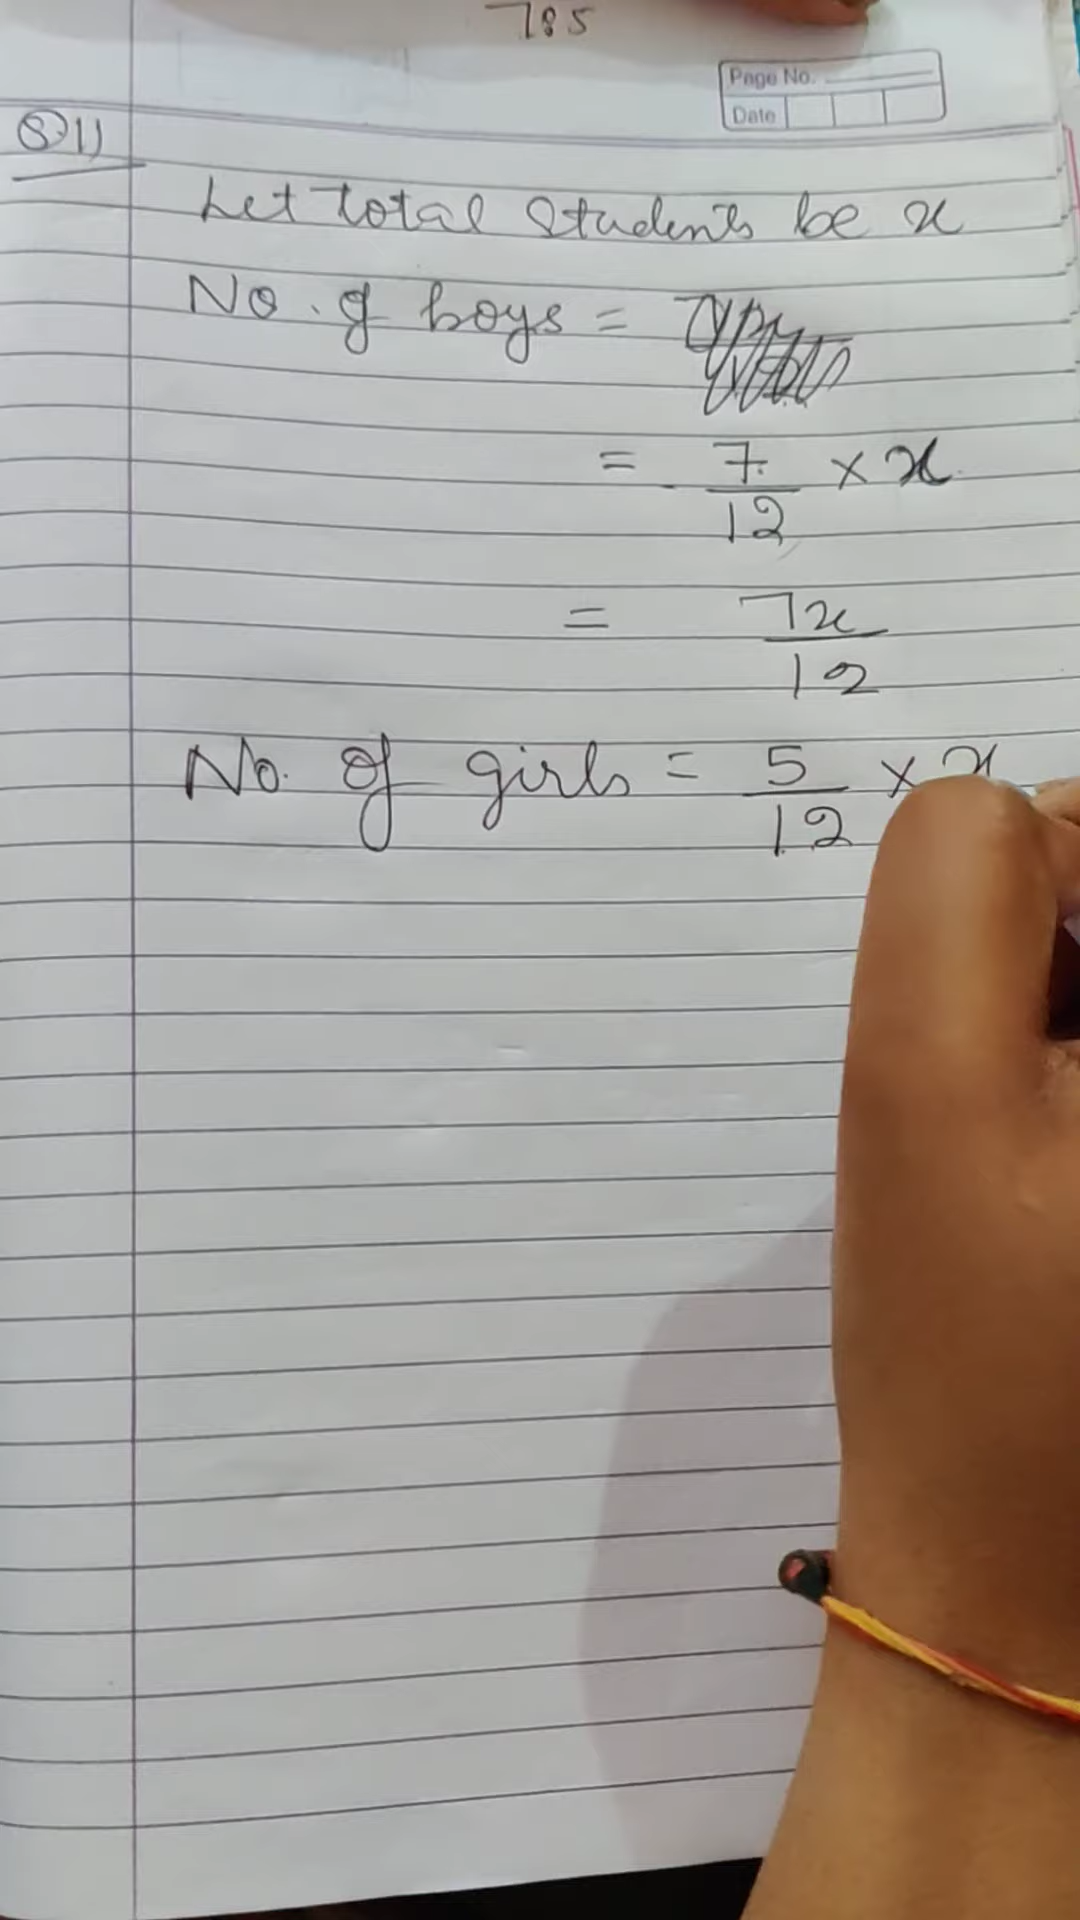 785
Page No.
Date
Q1)
Let total students be x
No. of boys =
= 7/12 × x
= 7x/12
No. of girls = 5/12 × x